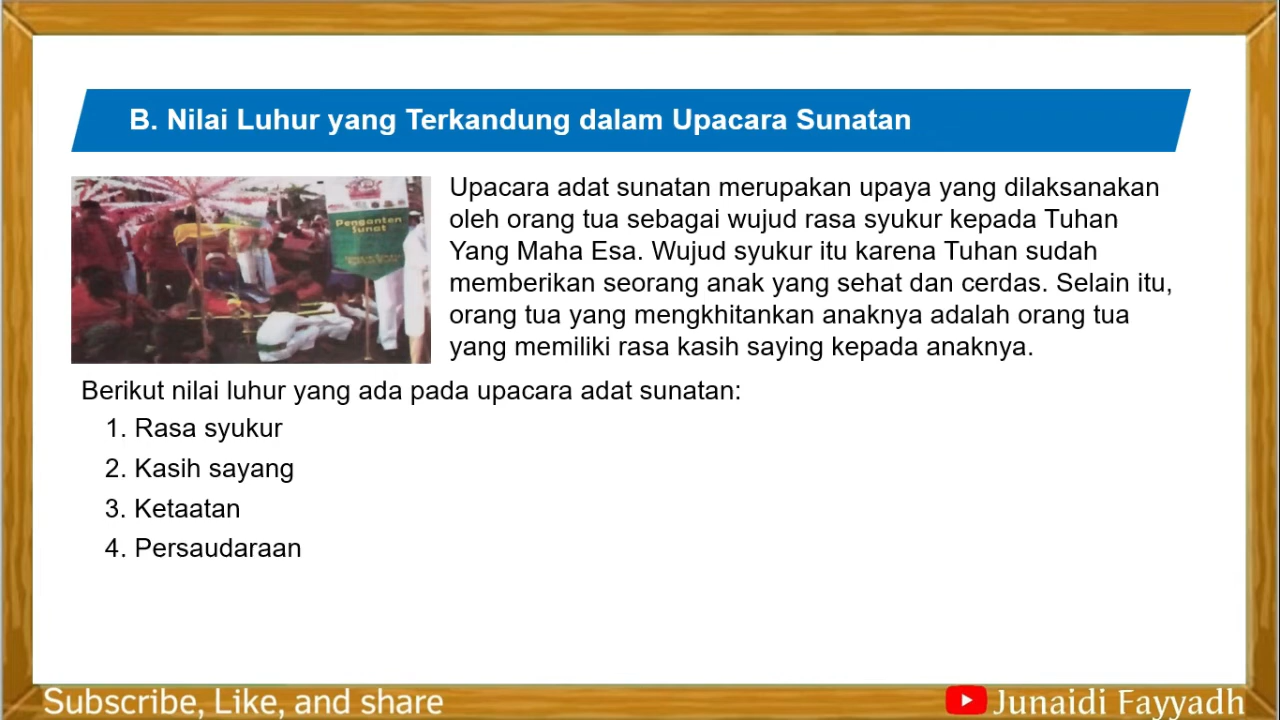 B. Nilai Luhur yang Terkandung dalam Upacara Sunatan
Penganten
Sunat
Upacara adat sunatan merupakan upaya yang dilaksanakan
oleh orang tua sebagai wujud rasa syukur kepada Tuhan
Yang Maha Esa. Wujud syukur itu karena Tuhan sudah
memberikan seorang anak yang sehat dan cerdas. Selain itu,
orang tua yang mengkhitankan anaknya adalah orang tua
yang memiliki rasa kasih saying kepada anaknya.
Berikut nilai luhur yang ada pada upacara adat sunatan:
1. Rasa syukur
2. Kasih sayang
3. Ketaatan
4. Persaudaraan
Subscribe, Like, and share
Junaidi Fayyadh